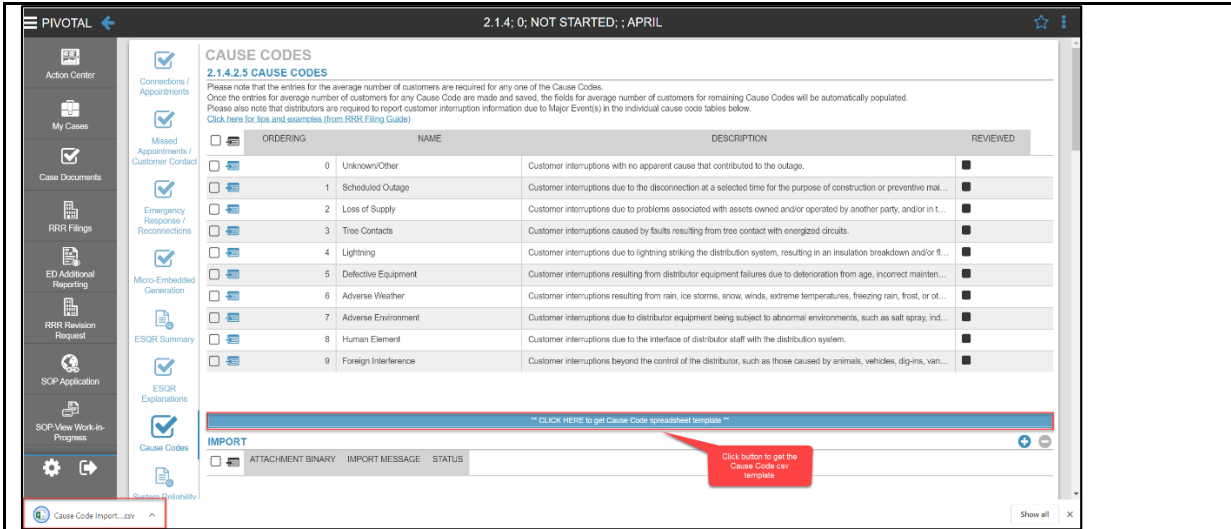 PIVOTAL
2.1.4; 0; NOT STARTED; ; APRIL
Action Center
My Cases
Case Documents
RRR Filings
ED Additional
Reporting
RRR Revision
Request
SOP Application
SOP:View Work-in-
Progress
Connections /
Appointments
Missed
Appointments /
Customer Contact
Emergency
Response /
Reconnections
Micro-Embedded
Generation
ESQR Summary
ESQR
Explanations
Cause Codes
System Reliability
CAUSE CODES
2.1.4.2.5 CAUSE CODES
Please note that the entries for the average number of customers are required for any one of the Cause Codes.
Once the entries for average number of customers for any Cause Code are made and saved, the fields for average number of customers for remaining Cause Codes will be automatically populated.
Please also note that distributors are required to report customer interruption information due to Major Event(s) in the individual cause code tables below.
Click here for tips and examples (from RRR Filing Guide)
ORDERING NAME DESCRIPTION REVIEWED
0 Unknown/Other Customer interruptions with no apparent cause that contributed to the outage.
1 Scheduled Outage Customer interruptions due to the disconnection at a selected time for the purpose of construction or preventive mai...
2 Loss of Supply Customer interruptions due to problems associated with assets owned and/or operated by another party, and/or in t...
3 Tree Contacts Customer interruptions caused by faults resulting from tree contact with energized circuits.
4 Lightning Customer interruptions due to lightning striking the distribution system, resulting in an insulation breakdown and/or fl...
5 Defective Equipment Customer interruptions resulting from distributor equipment failures due to deterioration from age, incorrect mainten...
6 Adverse Weather Customer interruptions resulting from rain, ice storms, snow, winds, extreme temperatures, freezing rain, frost, or ot...
7 Adverse Environment Customer interruptions due to distributor equipment being subject to abnormal environments, such as salt spray, ind...
8 Human Element Customer interruptions due to the interface of distributor staff with the distribution system.
9 Foreign Interference Customer interruptions beyond the control of the distributor, such as those caused by animals, vehicles, dig-ins, van...
** CLICK HERE to get Cause Code spreadsheet template **
IMPORT
ATTACHMENT BINARY IMPORT MESSAGE STATUS
Click button to get the
Cause Code csv
template
Cause Code Import....csv
Show all